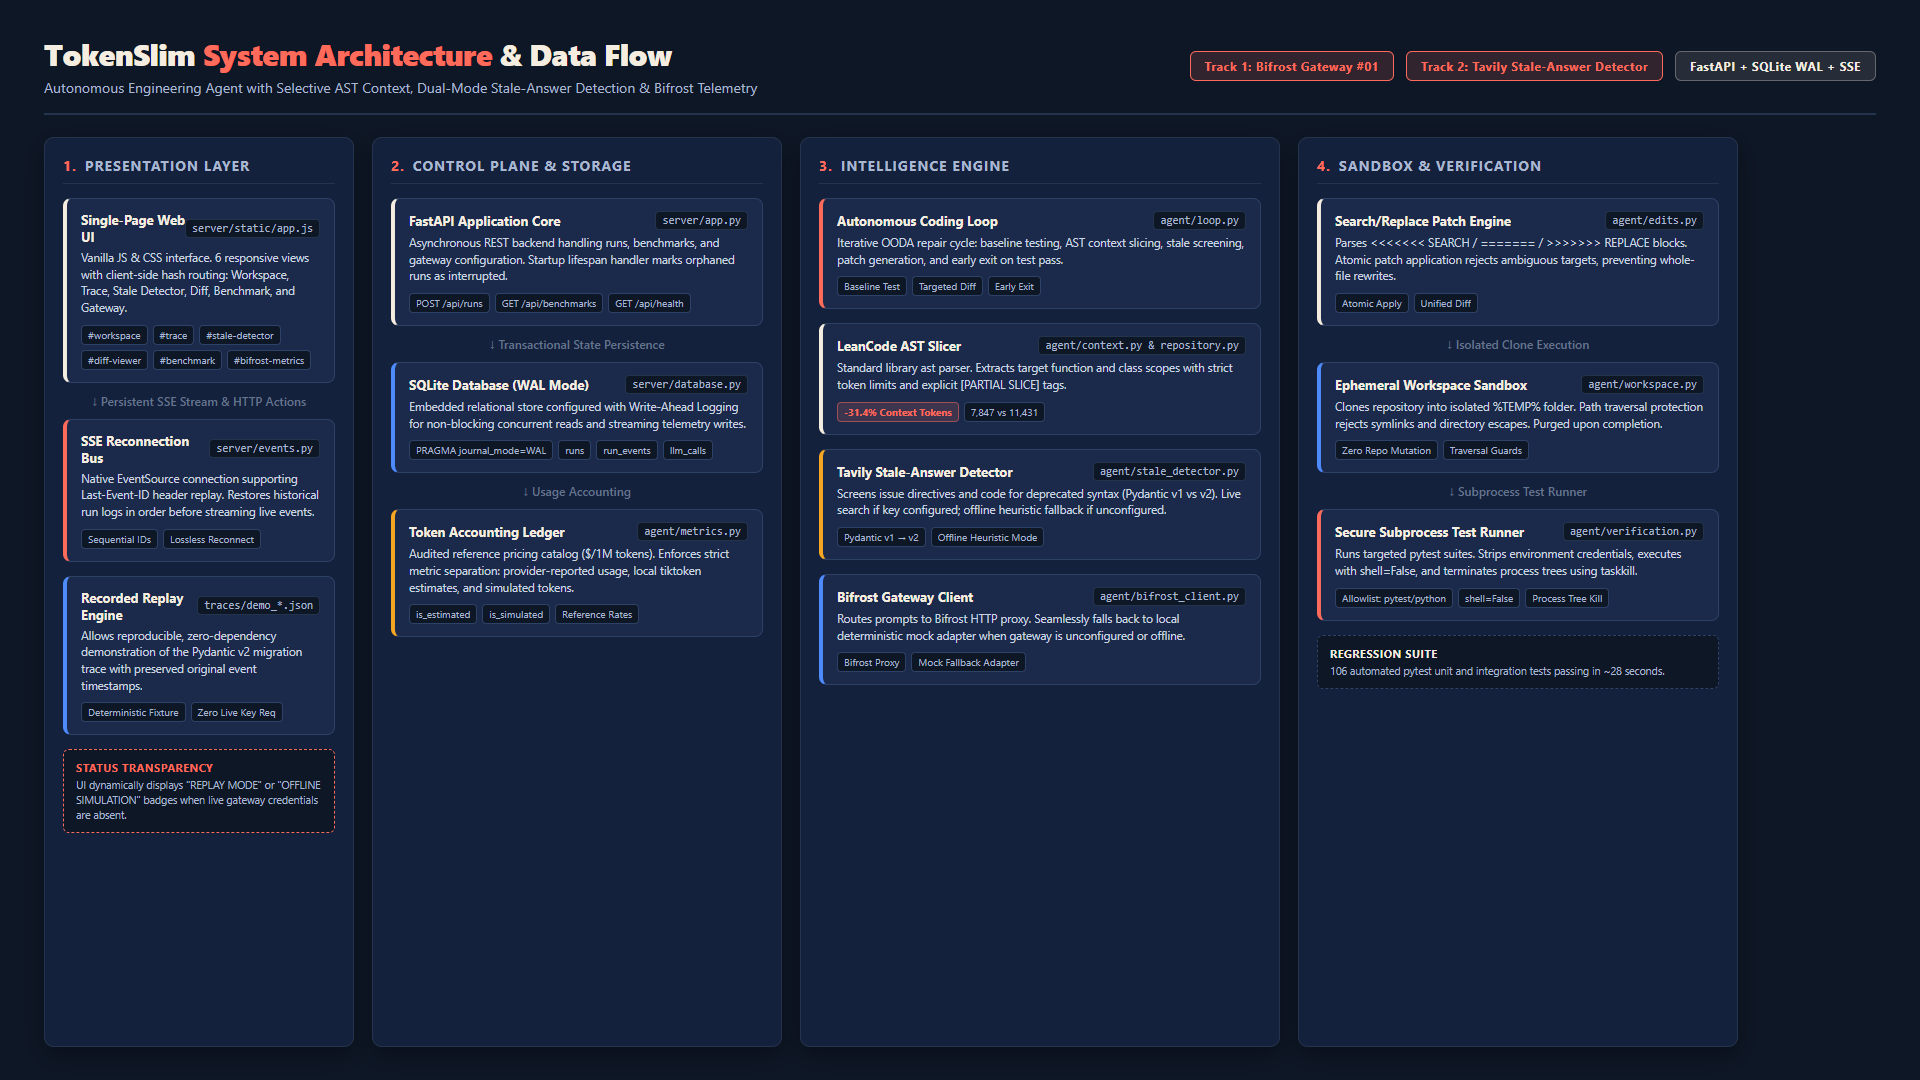 TokenSlim System Architecture & Data Flow
Autonomous Engineering Agent with Selective AST Context, Dual-Mode Stale-Answer Detection & Bifrost Telemetry
Track 1: Bifrost Gateway #01
Track 2: Tavily Stale-Answer Detector
FastAPI + SQLite WAL + SSE
1. PRESENTATION LAYER
Single-Page Web
UI
server/static/app.js
Vanilla JS & CSS interface. 6 responsive views
with client-side hash routing: Workspace,
Trace, Stale Detector, Diff, Benchmark, and
Gateway.
#workspace #trace #stale-detector
#diff-viewer #benchmark #bifrost-metrics
↓ Persistent SSE Stream & HTTP Actions
SSE Reconnection
Bus
server/events.py
Native EventSource connection supporting
Last-Event-ID header replay. Restores historical
run logs in order before streaming live events.
Sequential IDs Lossless Reconnect
Recorded Replay
Engine
traces/demo_*.json
Allows reproducible, zero-dependency
demonstration of the Pydantic v2 migration
trace with preserved original event
timestamps.
Deterministic Fixture Zero Live Key Req
STATUS TRANSPARENCY
UI dynamically displays "REPLAY MODE" or "OFFLINE
SIMULATION" badges when live gateway credentials
are absent.
2. CONTROL PLANE & STORAGE
FastAPI Application Core server/app.py
Asynchronous REST backend handling runs, benchmarks, and
gateway configuration. Startup lifespan handler marks orphaned
runs as interrupted.
POST /api/runs GET /api/benchmarks GET /api/health
↓ Transactional State Persistence
SQLite Database (WAL Mode) server/database.py
Embedded relational store configured with Write-Ahead Logging
for non-blocking concurrent reads and streaming telemetry writes.
PRAGMA journal_mode=WAL runs run_events llm_calls
↓ Usage Accounting
Token Accounting Ledger agent/metrics.py
Audited reference pricing catalog ($/1M tokens). Enforces strict
metric separation: provider-reported usage, local tiktoken
estimates, and simulated tokens.
is_estimated is_simulated Reference Rates
3. INTELLIGENCE ENGINE
Autonomous Coding Loop agent/loop.py
Iterative OODA repair cycle: baseline testing, AST context slicing, stale screening,
patch generation, and early exit on test pass.
Baseline Test Targeted Diff Early Exit
LeanCode AST Slicer agent/context.py & repository.py
Standard library ast parser. Extracts target function and class scopes with strict
token limits and explicit [PARTIAL SLICE] tags.
-31.4% Context Tokens 7,847 vs 11,431
Tavily Stale-Answer Detector agent/stale_detector.py
Screens issue directives and code for deprecated syntax (Pydantic v1 vs v2). Live
search if key configured; offline heuristic fallback if unconfigured.
Pydantic v1 → v2 Offline Heuristic Mode
Bifrost Gateway Client agent/bifrost_client.py
Routes prompts to Bifrost HTTP proxy. Seamlessly falls back to local
deterministic mock adapter when gateway is unconfigured or offline.
Bifrost Proxy Mock Fallback Adapter
4. SANDBOX & VERIFICATION
Search/Replace Patch Engine agent/edits.py
Parses <<<<<<< SEARCH / ======= / >>>>>>> REPLACE blocks.
Atomic patch application rejects ambiguous targets, preventing whole-
file rewrites.
Atomic Apply Unified Diff
↓ Isolated Clone Execution
Ephemeral Workspace Sandbox agent/workspace.py
Clones repository into isolated %TEMP% folder. Path traversal protection
rejects symlinks and directory escapes. Purged upon completion.
Zero Repo Mutation Traversal Guards
↓ Subprocess Test Runner
Secure Subprocess Test Runner agent/verification.py
Runs targeted pytest suites. Strips environment credentials, executes
with shell=False, and terminates process trees using taskkill.
Allowlist: pytest/python shell=False Process Tree Kill
REGRESSION SUITE
106 automated pytest unit and integration tests passing in ~28 seconds.